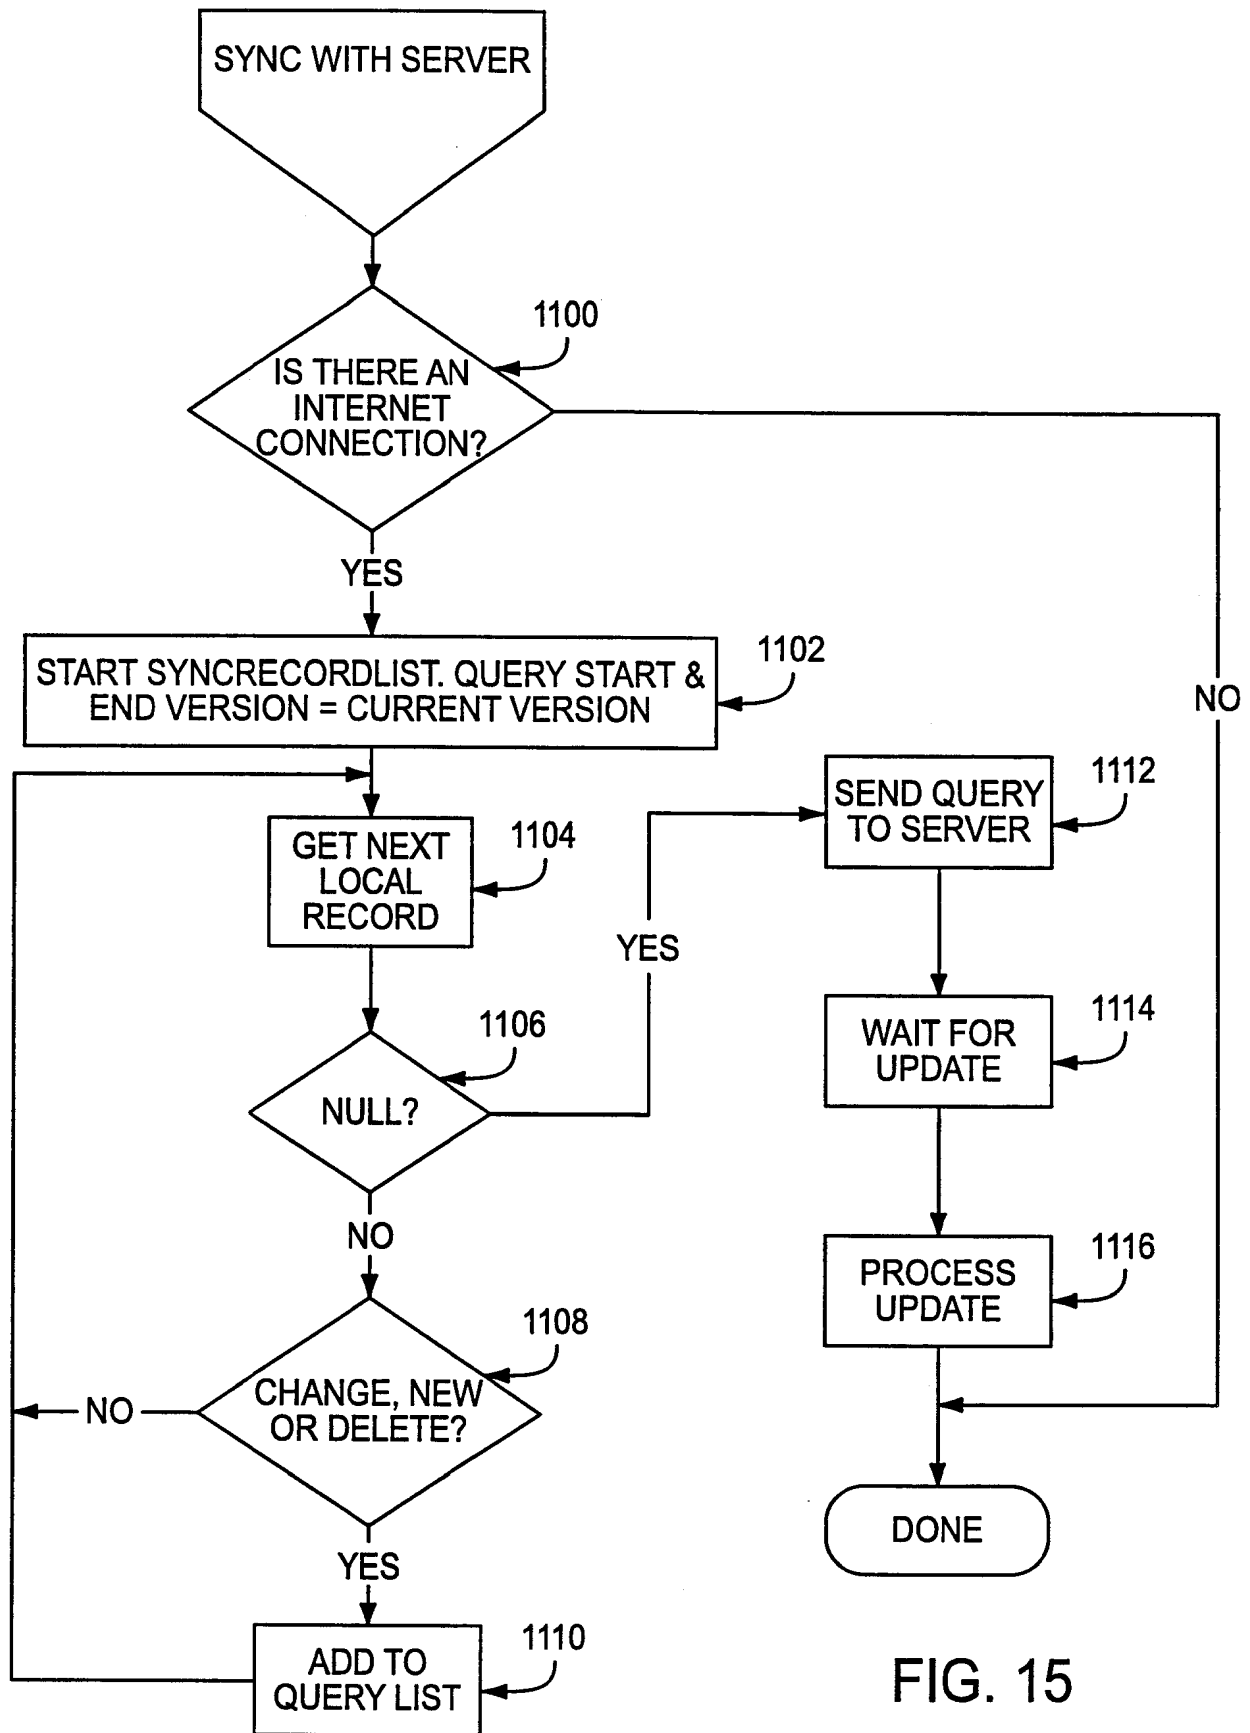 SYNC WITH SERVER
1100
IS THERE AN
INTERNET
CONNECTION?
YES
NO
1102
START SYNCRECORDLIST. QUERY START &
END VERSION = CURRENT VERSION
1104
GET NEXT
LOCAL
RECORD
1106
NULL?
YES
NO
1108
CHANGE, NEW
OR DELETE?
NO
YES
1110
ADD TO
QUERY LIST
1112
SEND QUERY
TO SERVER
1114
WAIT FOR
UPDATE
1116
PROCESS
UPDATE
DONE
FIG. 15